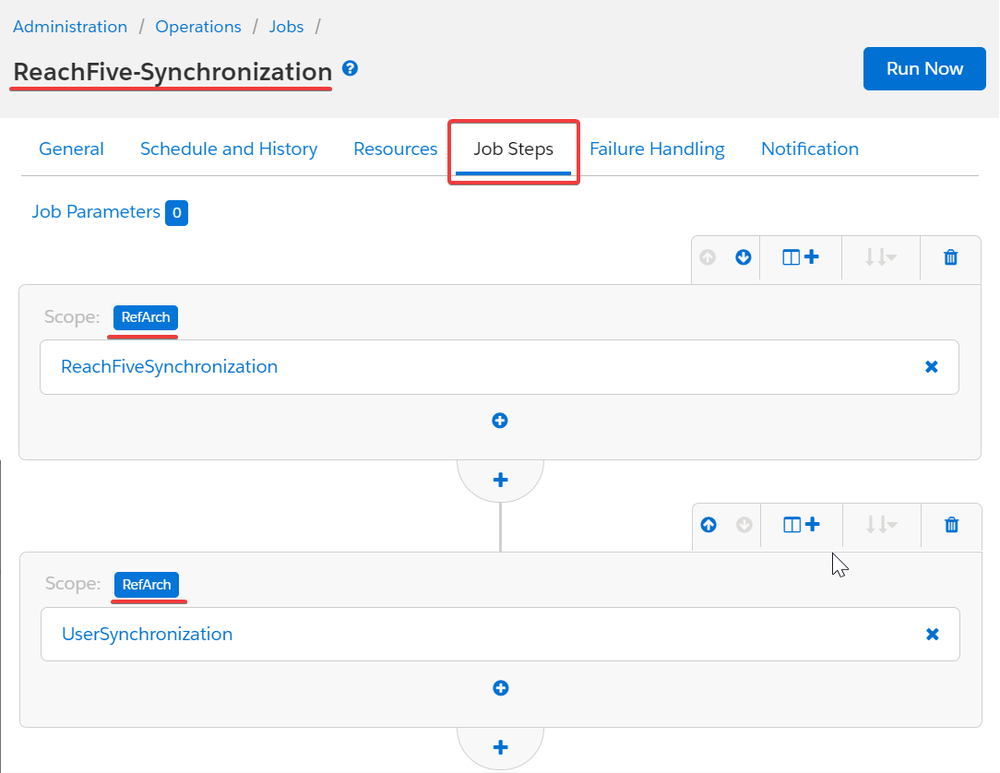 Administration / Operations / Jobs /
ReachFive-Synchronization ?
Run Now
General Schedule and History Resources Job Steps Failure Handling Notification
Job Parameters 0
Scope: RefArch
ReachFiveSynchronization
Scope: RefArch
UserSynchronization